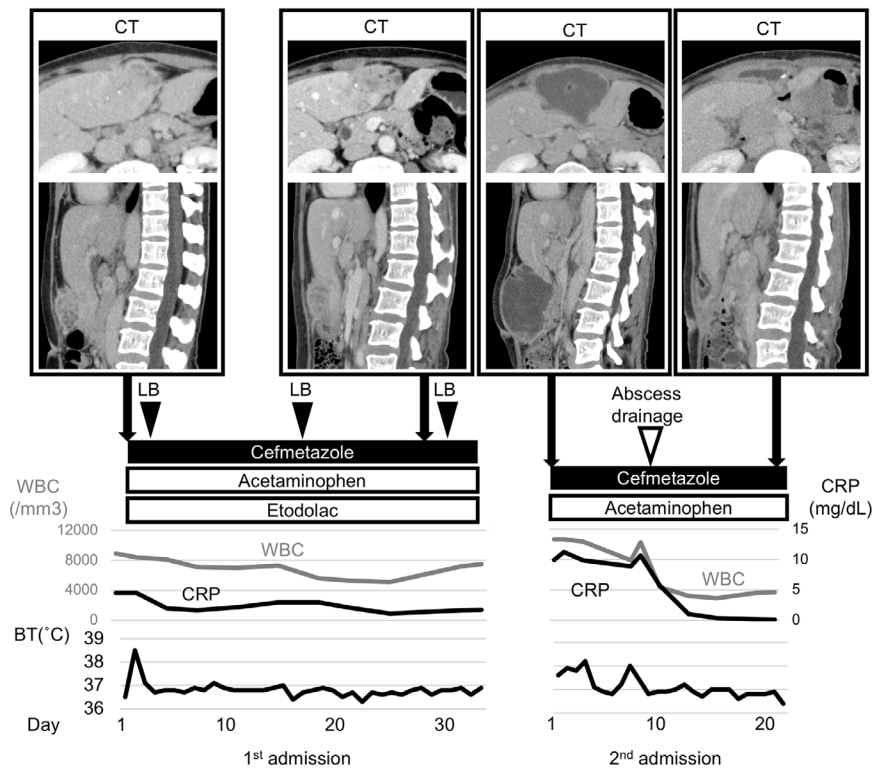 CT
CT
CT
CT
LB
LB
LB
Abscess
drainage
Cefmetazole
Acetaminophen
Etodolac
Cefmetazole
Acetaminophen
WBC
(/mm3)
CRP
(mg/dL)
12000
8000
4000
0
WBC
CRP
15
10
5
0
WBC
CRP
BT(˚C)
39
38
37
36
Day
1
10
20
30
1
10
20
1st admission
2nd admission